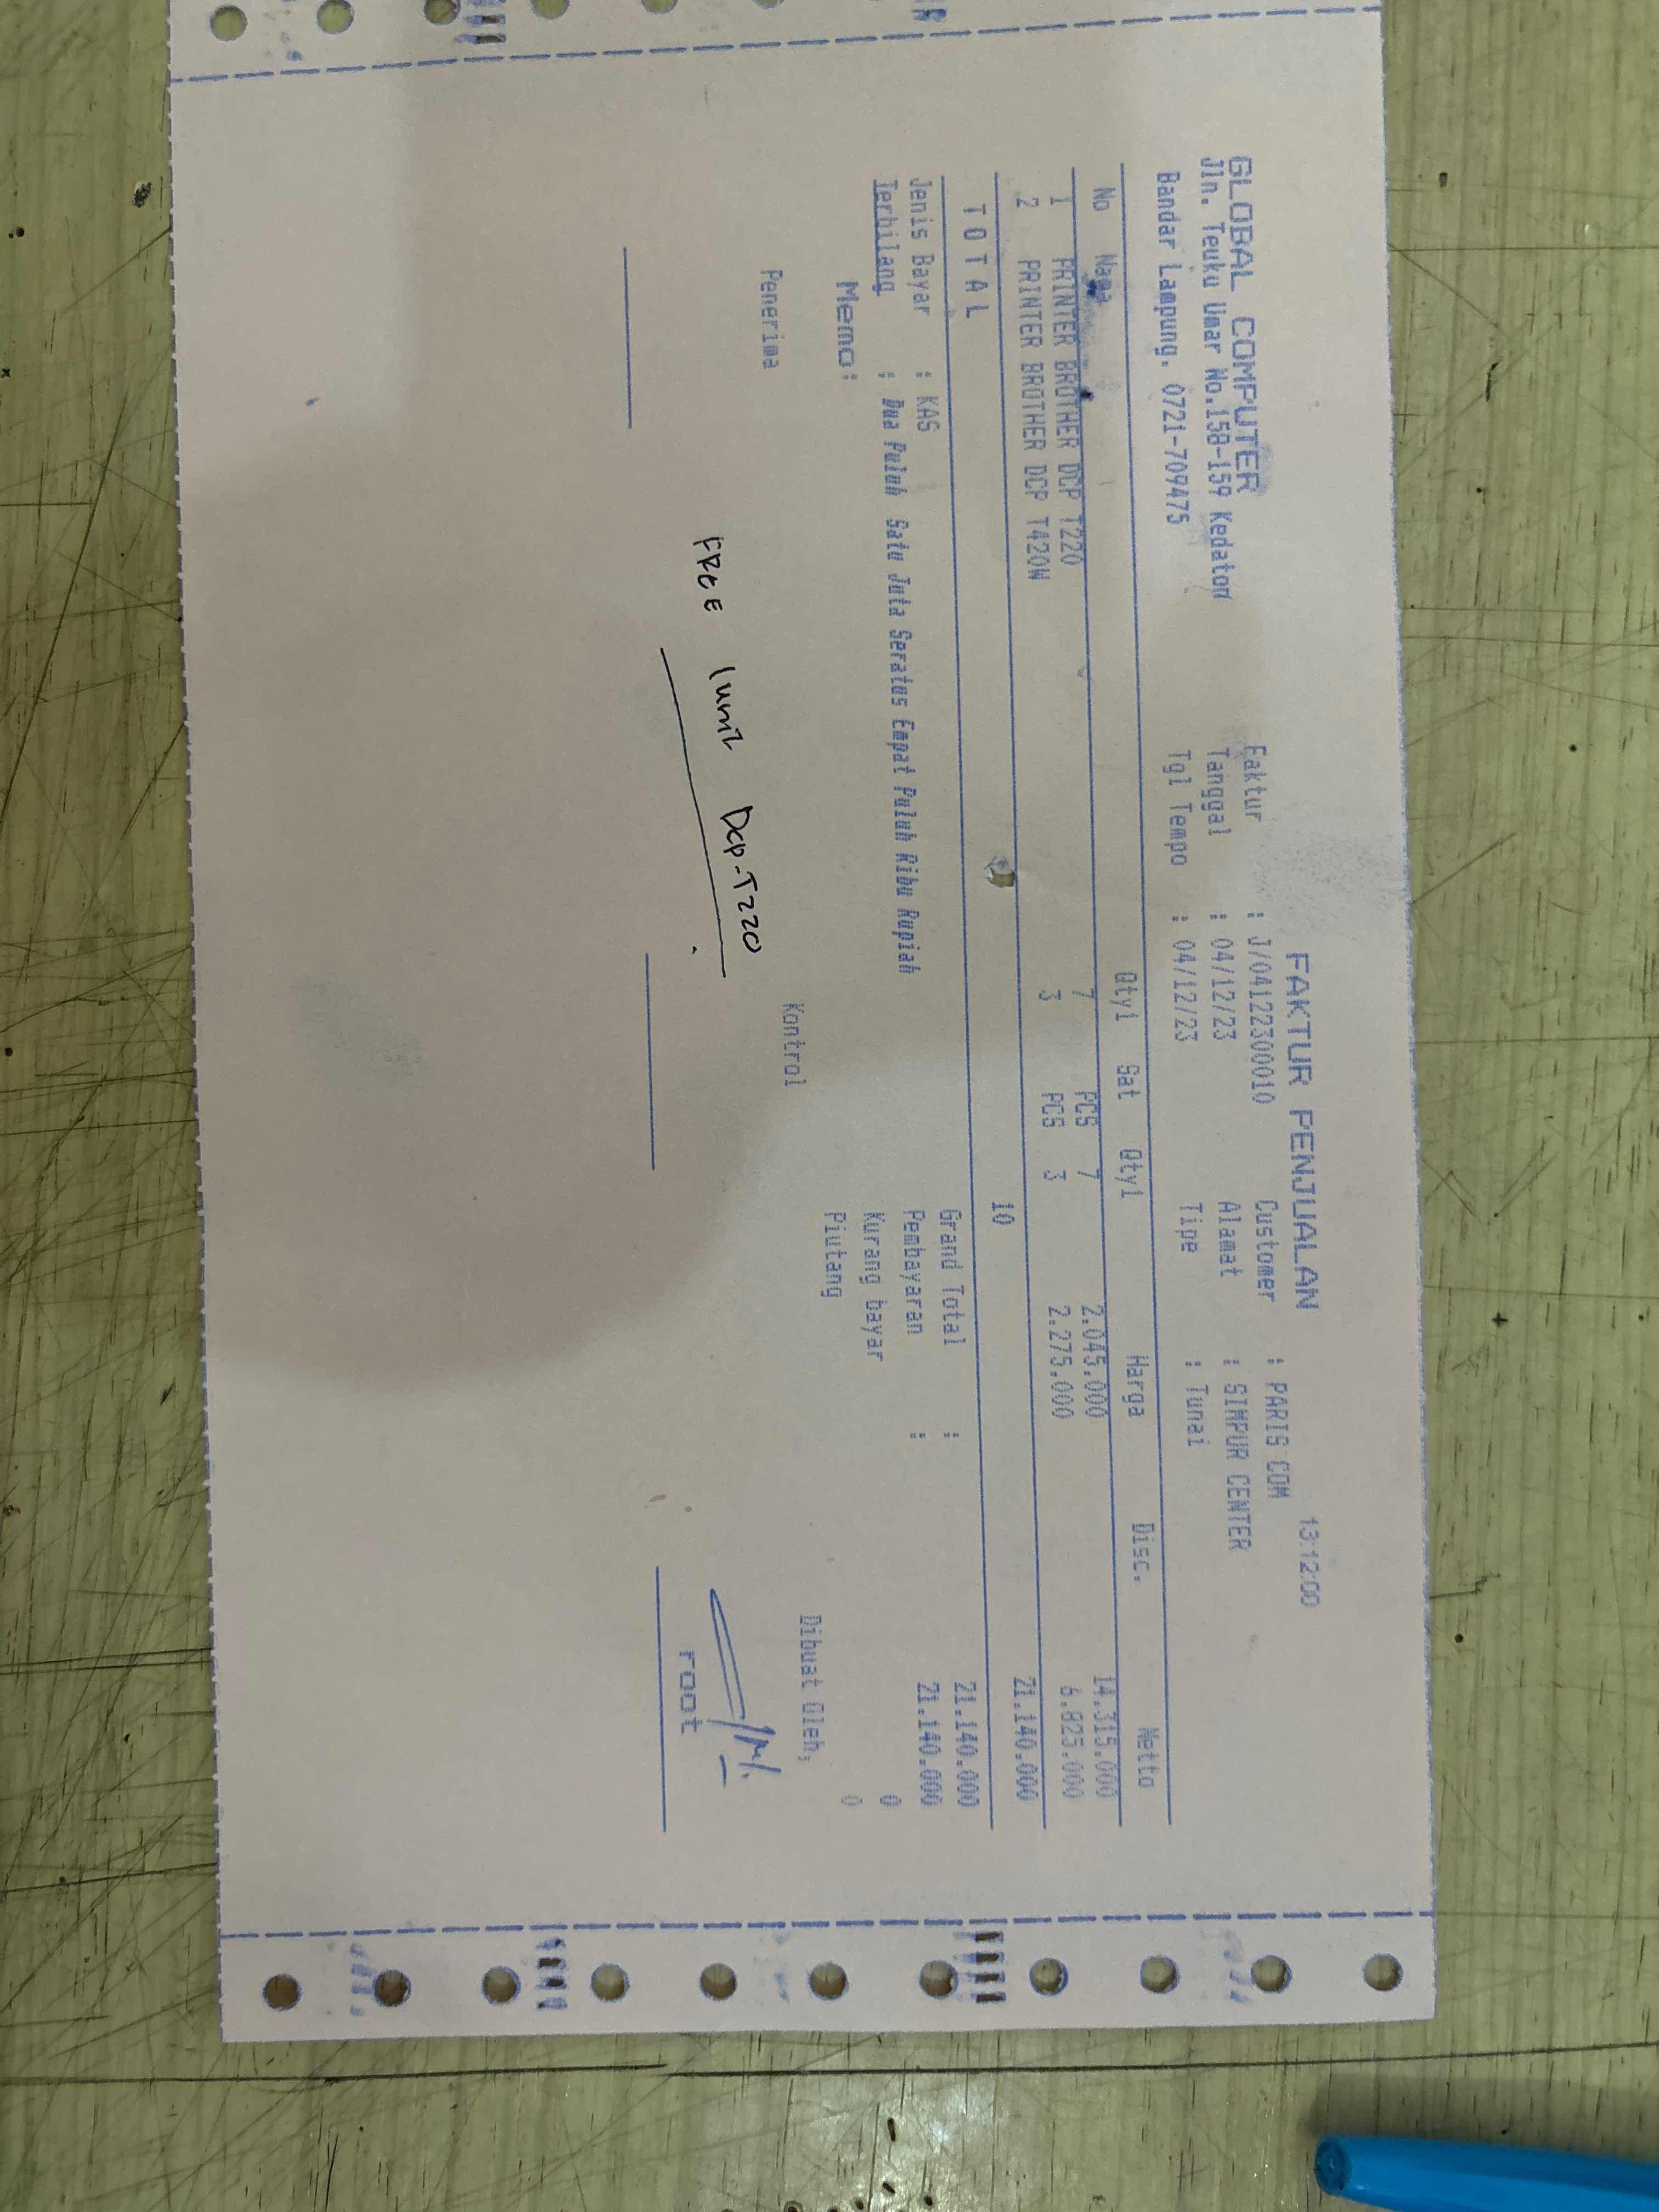 FAKTUR PENJUALAN 13:12:00
GLOBAL COMPUTER Faktur : J/04122300010 Customer : PARIS COM
Jln. Teuku Umar No.158-159 Kedaton Tanggal : 04/12/23 Alamat : SIMPUR CENTER
Bandar Lampung. 0721-709475 Tgl Tempo : 04/12/23 Tipe : Tunai
No Nama Qty1 Sat Qty1 Harga Disc. Netto
1 PRINTER BROTHER DCP T220 7 PCS 7 2.045.000 14.315.000
2 PRINTER BROTHER DCP T420W 3 PCS 3 2.275.000 6.825.000
T O T A L 10 21.140.000
Jenis Bayar : KAS Grand Total : 21.140.000
Terbilang : Dua Puluh Satu Juta Seratus Empat Puluh Ribu Rupiah Pembayaran : 21.140.000
Kurang bayar 0
Memo: Piutang 0
Penerima Kontrol Dibuat Oleh,
FREE 1 unit DCP-T220
root